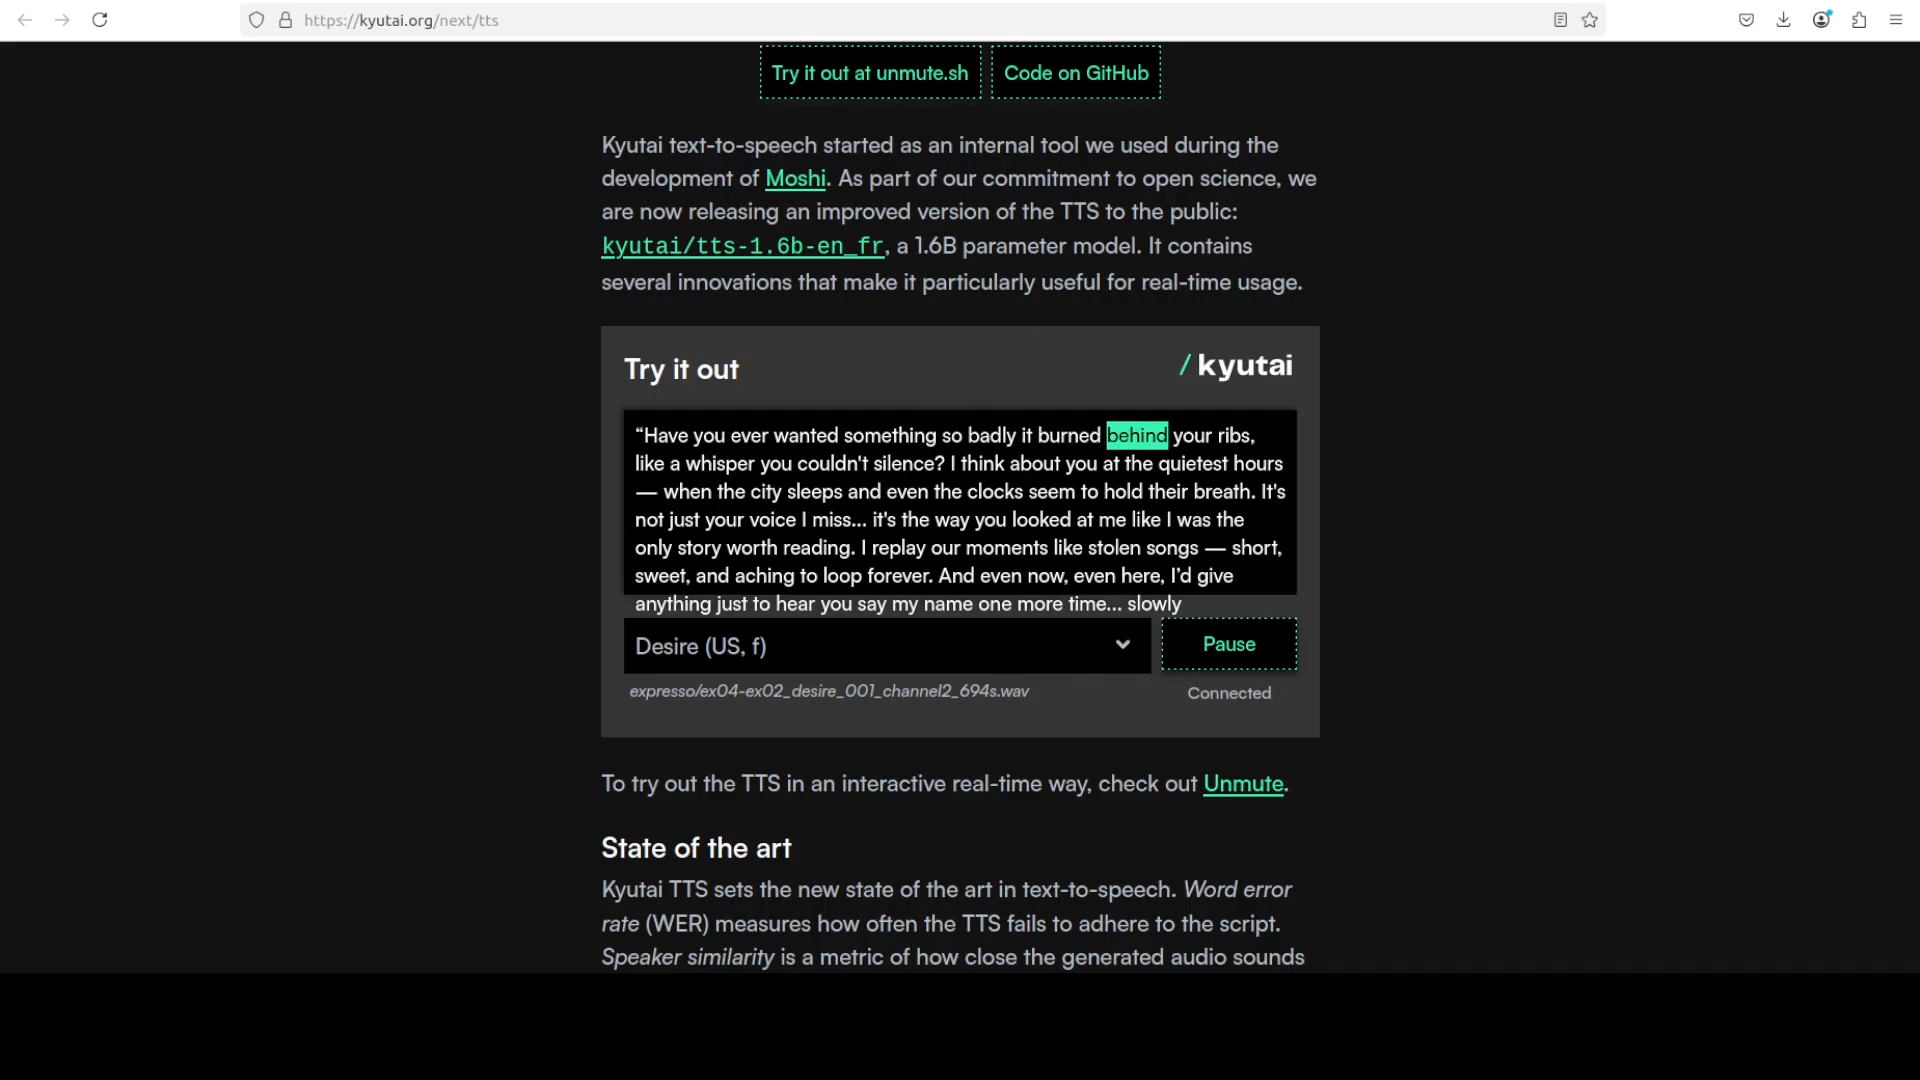 https://kyutai.org/next/tts
Try it out at unmute.sh
Code on GitHub
Kyutai text-to-speech started as an internal tool we used during the
development of Moshi. As part of our commitment to open science, we
are now releasing an improved version of the TTS to the public:
kyutai/tts-1.6b-en_fr, a 1.6B parameter model. It contains
several innovations that make it particularly useful for real-time usage.
Try it out
/ kyutai
“Have you ever wanted something so badly it burned behind your ribs,
like a whisper you couldn't silence? I think about you at the quietest hours
— when the city sleeps and even the clocks seem to hold their breath. It's
not just your voice I miss... it's the way you looked at me like I was the
only story worth reading. I replay our moments like stolen songs — short,
sweet, and aching to loop forever. And even now, even here, I’d give
anything just to hear you say my name one more time... slowly
Desire (US, f)
Pause
expresso/ex04-ex02_desire_001_channel2_694s.wav
Connected
To try out the TTS in an interactive real-time way, check out Unmute.
State of the art
Kyutai TTS sets the new state of the art in text-to-speech. Word error
rate (WER) measures how often the TTS fails to adhere to the script.
Speaker similarity is a metric of how close the generated audio sounds